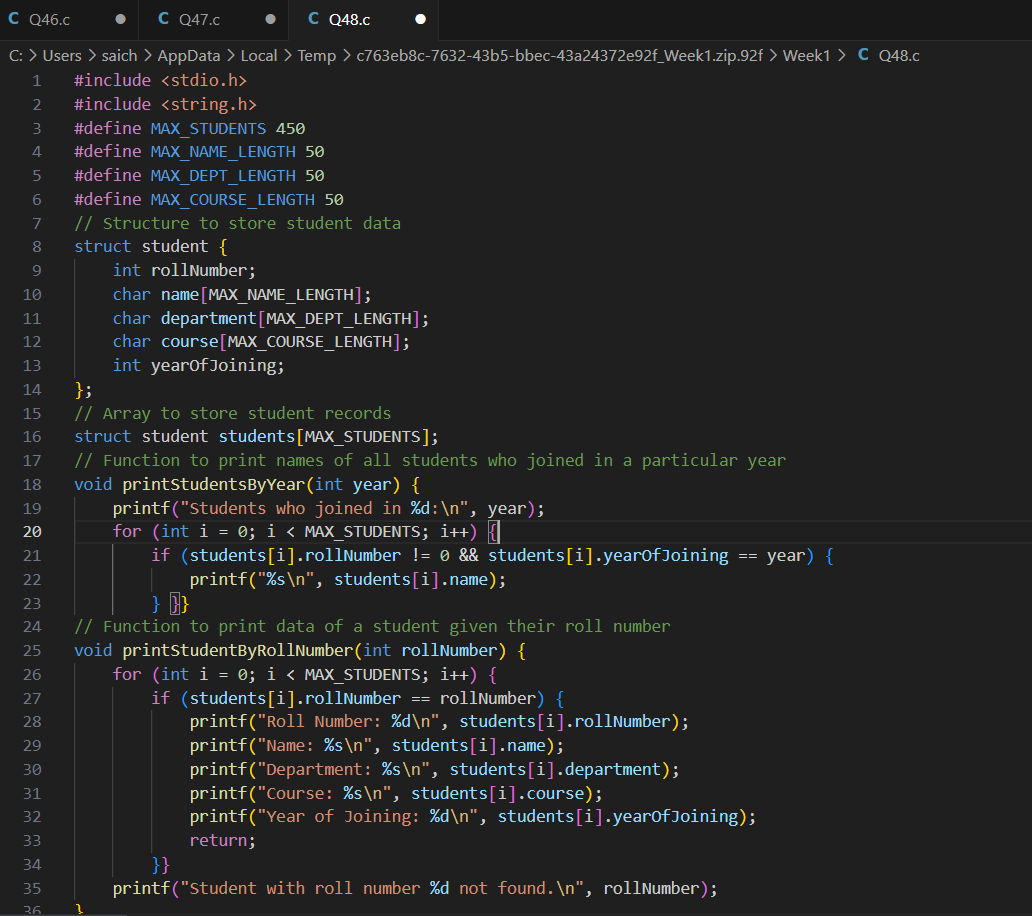 C Q46.c ● C Q47.c ● C Q48.c ●
C: > Users > saich > AppData > Local > Temp > c763eb8c-7632-43b5-bbec-43a24372e92f_Week1.zip.92f > Week1 > C Q48.c
1 #include <stdio.h>
2 #include <string.h>
3 #define MAX_STUDENTS 450
4 #define MAX_NAME_LENGTH 50
5 #define MAX_DEPT_LENGTH 50
6 #define MAX_COURSE_LENGTH 50
7 // Structure to store student data
8 struct student {
9     int rollNumber;
10     char name[MAX_NAME_LENGTH];
11     char department[MAX_DEPT_LENGTH];
12     char course[MAX_COURSE_LENGTH];
13     int yearOfJoining;
14 };
15 // Array to store student records
16 struct student students[MAX_STUDENTS];
17 // Function to print names of all students who joined in a particular year
18 void printStudentsByYear(int year) {
19     printf("Students who joined in %d:\n", year);
20     for (int i = 0; i < MAX_STUDENTS; i++) {
21         if (students[i].rollNumber != 0 && students[i].yearOfJoining == year) {
22             printf("%s\n", students[i].name);
23         } }}
24 // Function to print data of a student given their roll number
25 void printStudentByRollNumber(int rollNumber) {
26     for (int i = 0; i < MAX_STUDENTS; i++) {
27         if (students[i].rollNumber == rollNumber) {
28             printf("Roll Number: %d\n", students[i].rollNumber);
29             printf("Name: %s\n", students[i].name);
30             printf("Department: %s\n", students[i].department);
31             printf("Course: %s\n", students[i].course);
32             printf("Year of Joining: %d\n", students[i].yearOfJoining);
33             return;
34         }}
35     printf("Student with roll number %d not found.\n", rollNumber);
36 }